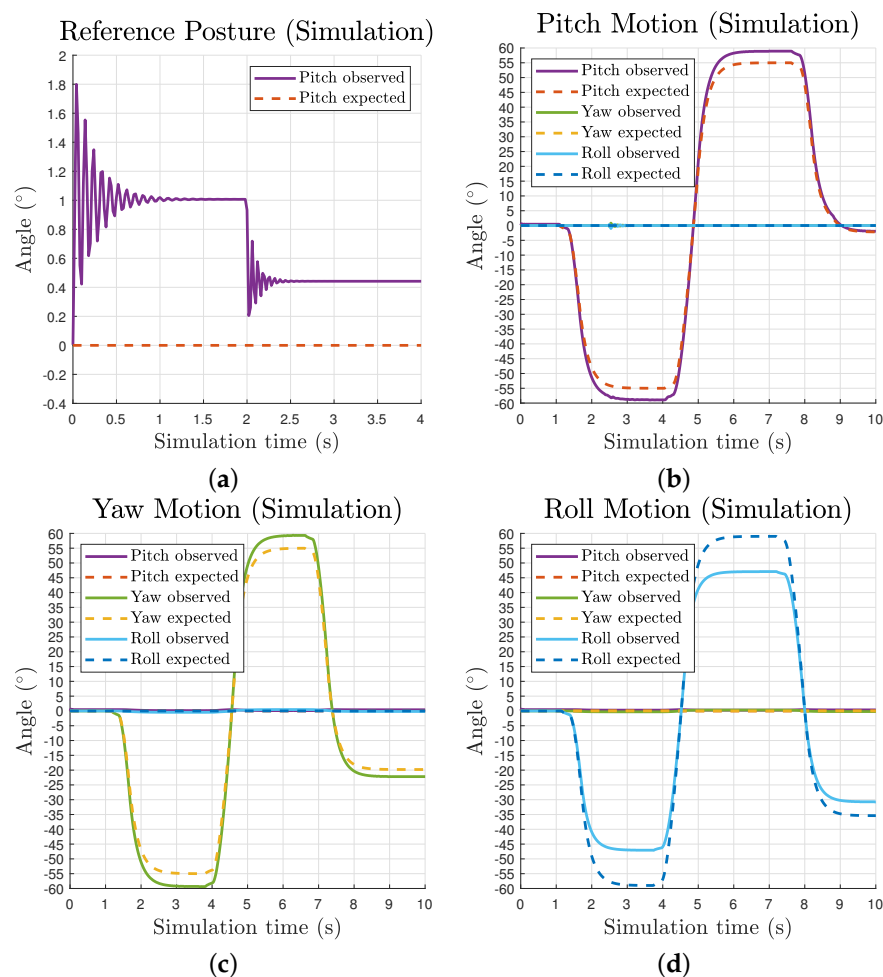 Reference Posture (Simulation)
2
1.8
1.6
1.4
1.2
1
0.8
0.6
0.4
0.2
0
-0.2
-0.4
Angle (°)
Pitch observed
Pitch expected
0 0.5 1 1.5 2 2.5 3 3.5 4
Simulation time (s)
(a)
Pitch Motion (Simulation)
60
55
50
45
40
35
30
25
20
15
10
5
0
-5
-10
-15
-20
-25
-30
-35
-40
-45
-50
-55
-60
Angle (°)
Pitch observed
Pitch expected
Yaw observed
Yaw expected
Roll observed
Roll expected
0 1 2 3 4 5 6 7 8 9 10
Simulation time (s)
(b)
Yaw Motion (Simulation)
60
55
50
45
40
35
30
25
20
15
10
5
0
-5
-10
-15
-20
-25
-30
-35
-40
-45
-50
-55
-60
Angle (°)
Pitch observed
Pitch expected
Yaw observed
Yaw expected
Roll observed
Roll expected
0 1 2 3 4 5 6 7 8 9 10
Simulation time (s)
(c)
Roll Motion (Simulation)
60
55
50
45
40
35
30
25
20
15
10
5
0
-5
-10
-15
-20
-25
-30
-35
-40
-45
-50
-55
-60
Angle (°)
Pitch observed
Pitch expected
Yaw observed
Yaw expected
Roll observed
Roll expected
0 1 2 3 4 5 6 7 8 9 10
Simulation time (s)
(d)